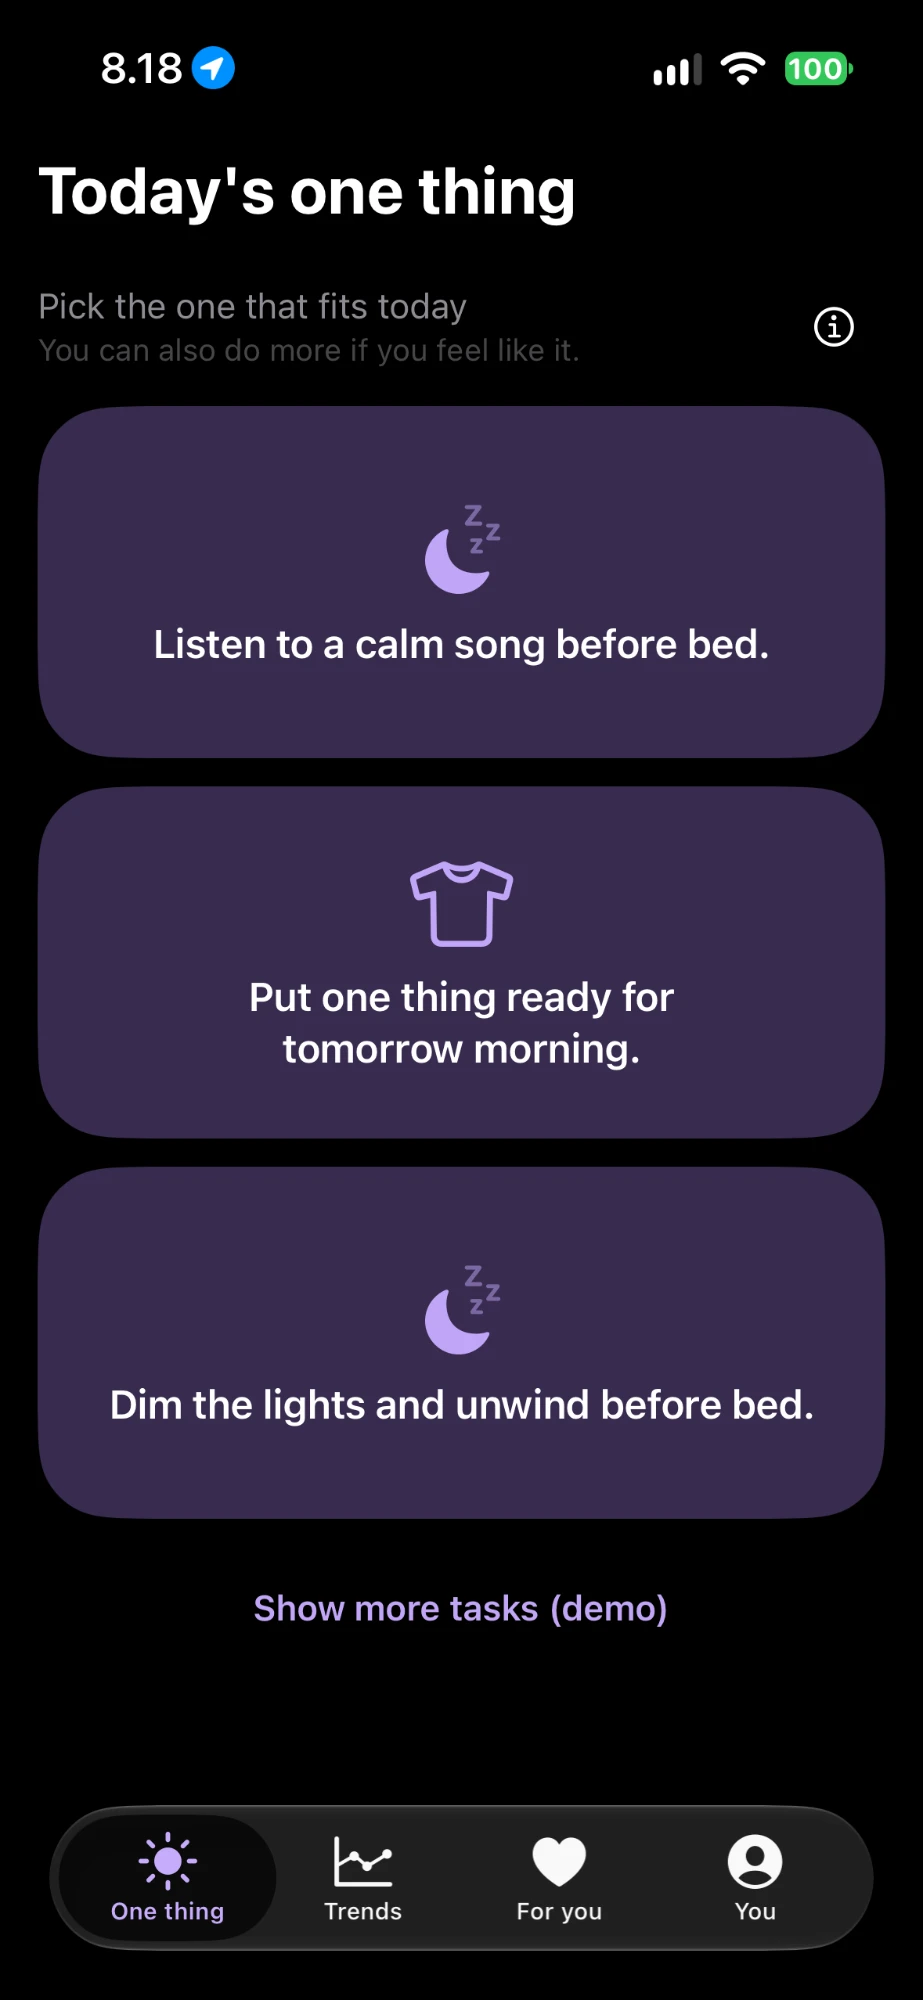 8.18
100
Today's one thing
Pick the one that fits today
You can also do more if you feel like it.
z z z
Listen to a calm song before bed.
Put one thing ready for
tomorrow morning.
z z z
Dim the lights and unwind before bed.
Show more tasks (demo)
One thing
Trends
For you
You